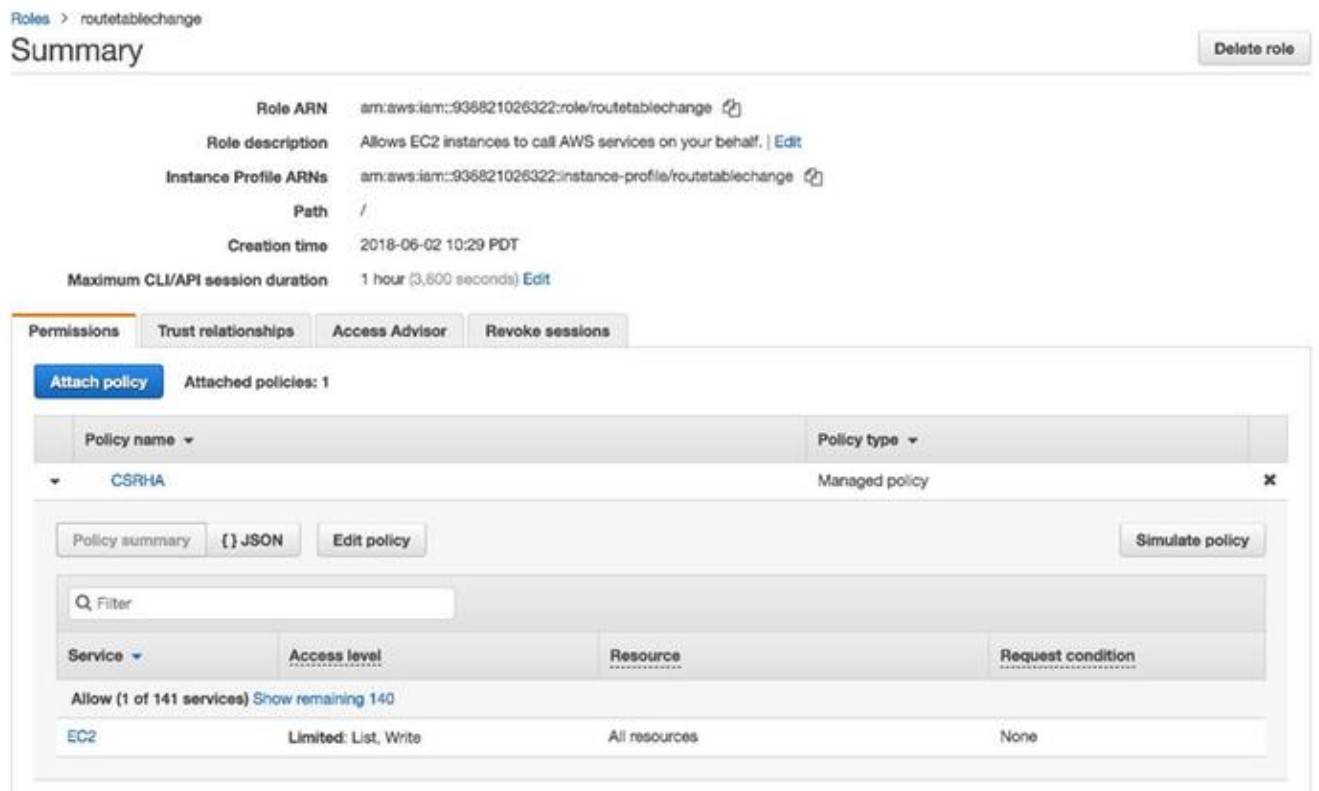 Roles > routetablechange
Summary
Delete role
Role ARN arn:aws:iam::936821026322:role/routetablechange
Role description Allows EC2 instances to call AWS services on your behalf. | Edit
Instance Profile ARNs arn:aws:iam::936821026322:instance-profile/routetablechange
Path /
Creation time 2018-06-02 10:29 PDT
Maximum CLI/API session duration 1 hour (3,600 seconds) Edit
Permissions Trust relationships Access Advisor Revoke sessions
Attach policy Attached policies: 1
Policy name Policy type
CSRHA Managed policy
Policy summary { } JSON Edit policy Simulate policy
Filter
Service Access level Resource Request condition
Allow (1 of 141 services) Show remaining 140
EC2 Limited: List, Write All resources None